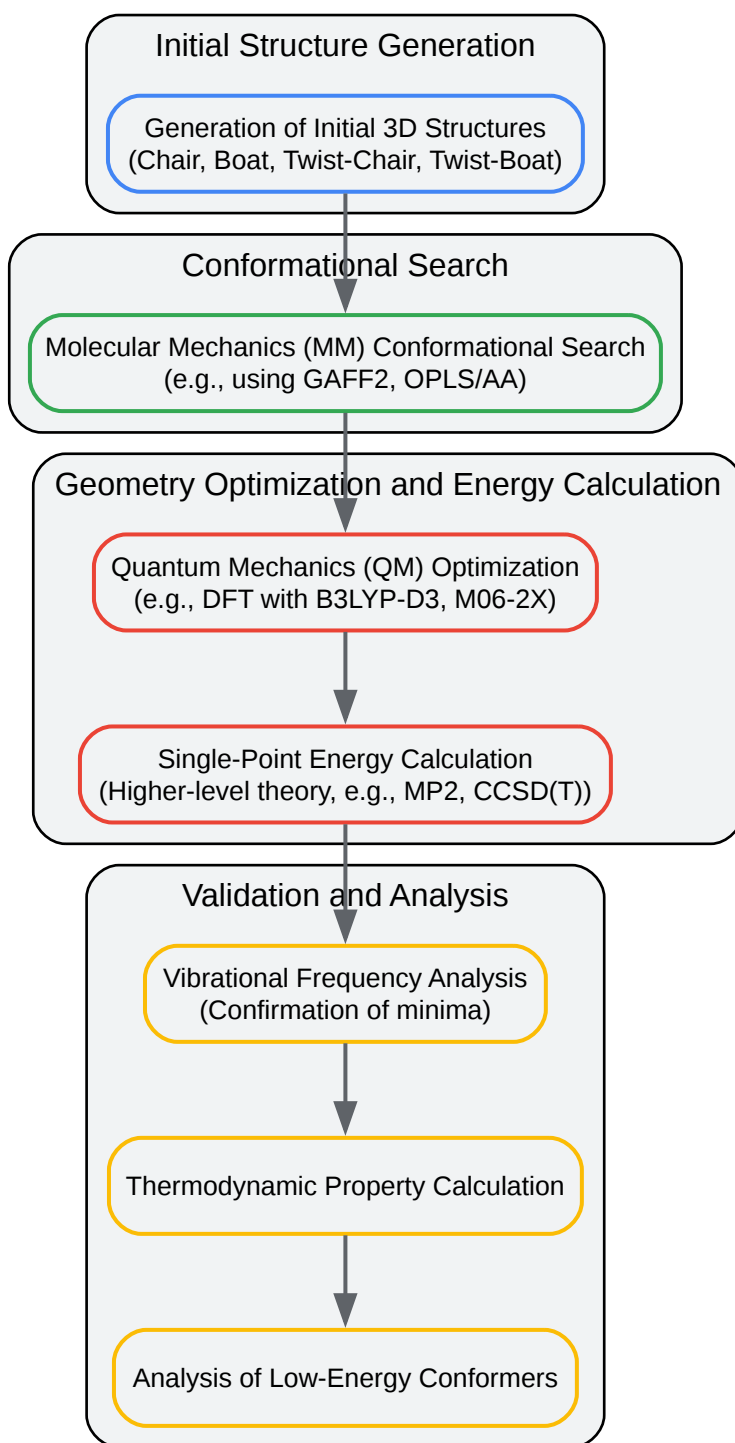 Initial Structure Generation
Generation of Initial 3D Structures
(Chair, Boat, Twist-Chair, Twist-Boat)
Conformational Search
Molecular Mechanics (MM) Conformational Search
(e.g., using GAFF2, OPLS/AA)
Geometry Optimization and Energy Calculation
Quantum Mechanics (QM) Optimization
(e.g., DFT with B3LYP-D3, M06-2X)
Single-Point Energy Calculation
(Higher-level theory, e.g., MP2, CCSD(T))
Validation and Analysis
Vibrational Frequency Analysis
(Confirmation of minima)
Thermodynamic Property Calculation
Analysis of Low-Energy Conformers